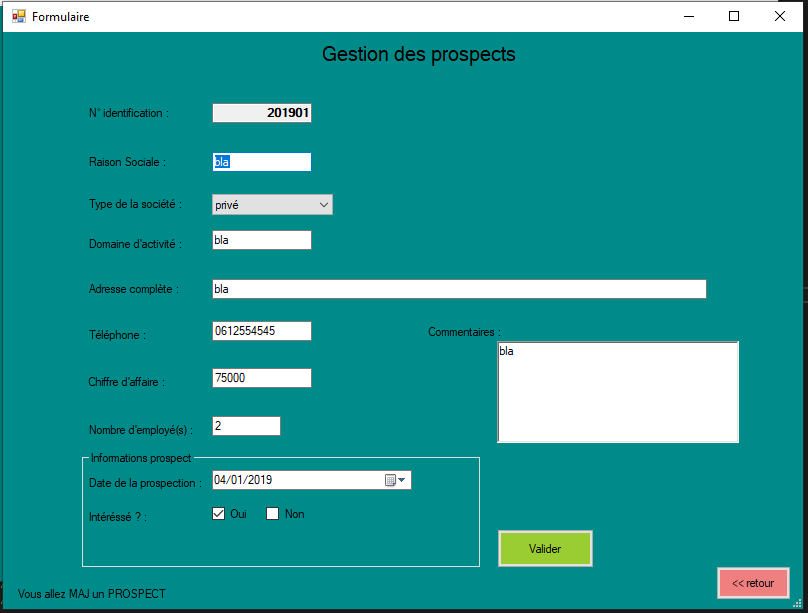 Formulaire
Gestion des prospects
N° identification : 201901
Raison Sociale : bla
Type de la société : privé
Domaine d'activité : bla
Adresse complète : bla
Téléphone : 0612554545
Commentaires :
bla
Chiffre d'affaire : 75000
Nombre d'employé(s) : 2
Informations prospect
Date de la prospection : 04/01/2019
Intéréssé ? : Oui Non
Valider
<< retour
Vous allez MAJ un PROSPECT